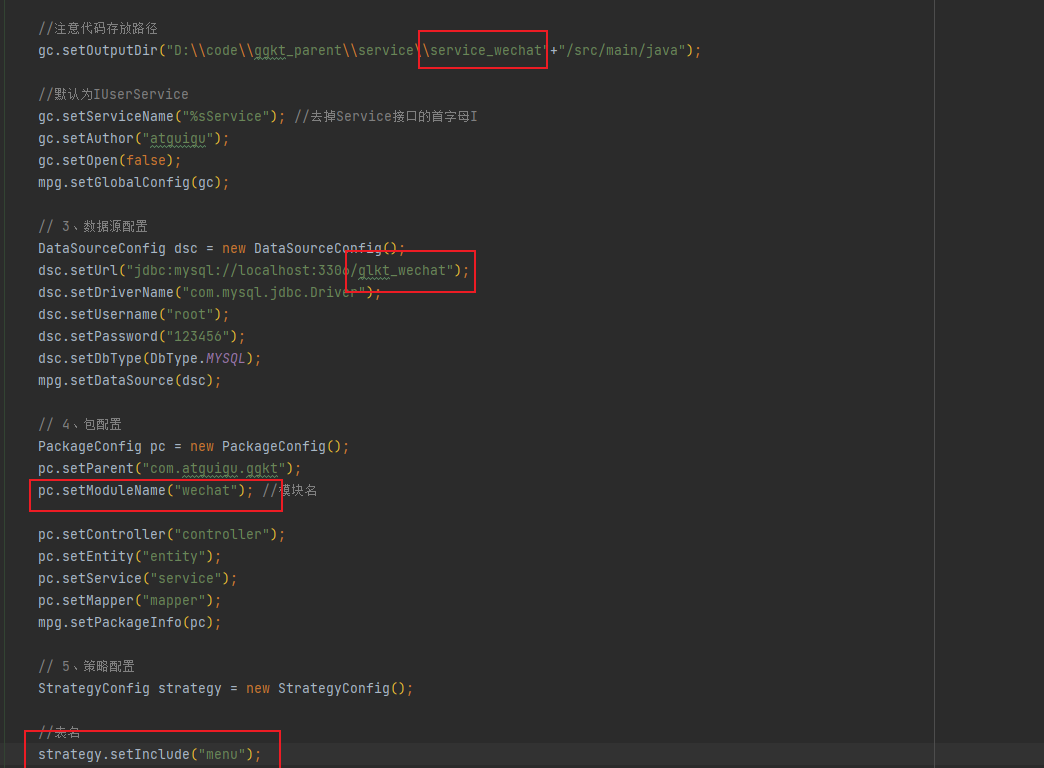 //注意代码存放路径
gc.setOutputDir("D:\\code\\ggkt_parent\\service\\service_wechat"+"/src/main/java");
//默认为IUserService
gc.setServiceName("%sService"); //去掉Service接口的首字母I
gc.setAuthor("atguigu");
gc.setOpen(false);
mpg.setGlobalConfig(gc);
// 3、数据源配置
DataSourceConfig dsc = new DataSourceConfig();
dsc.setUrl("jdbc:mysql://localhost:3306/glkt_wechat");
dsc.setDriverName("com.mysql.jdbc.Driver");
dsc.setUsername("root");
dsc.setPassword("123456");
dsc.setDbType(DbType.MYSQL);
mpg.setDataSource(dsc);
// 4、包配置
PackageConfig pc = new PackageConfig();
pc.setParent("com.atguigu.ggkt");
pc.setModuleName("wechat"); //模块名
pc.setController("controller");
pc.setEntity("entity");
pc.setService("service");
pc.setMapper("mapper");
mpg.setPackageInfo(pc);
// 5、策略配置
StrategyConfig strategy = new StrategyConfig();
//表名
strategy.setInclude("menu");